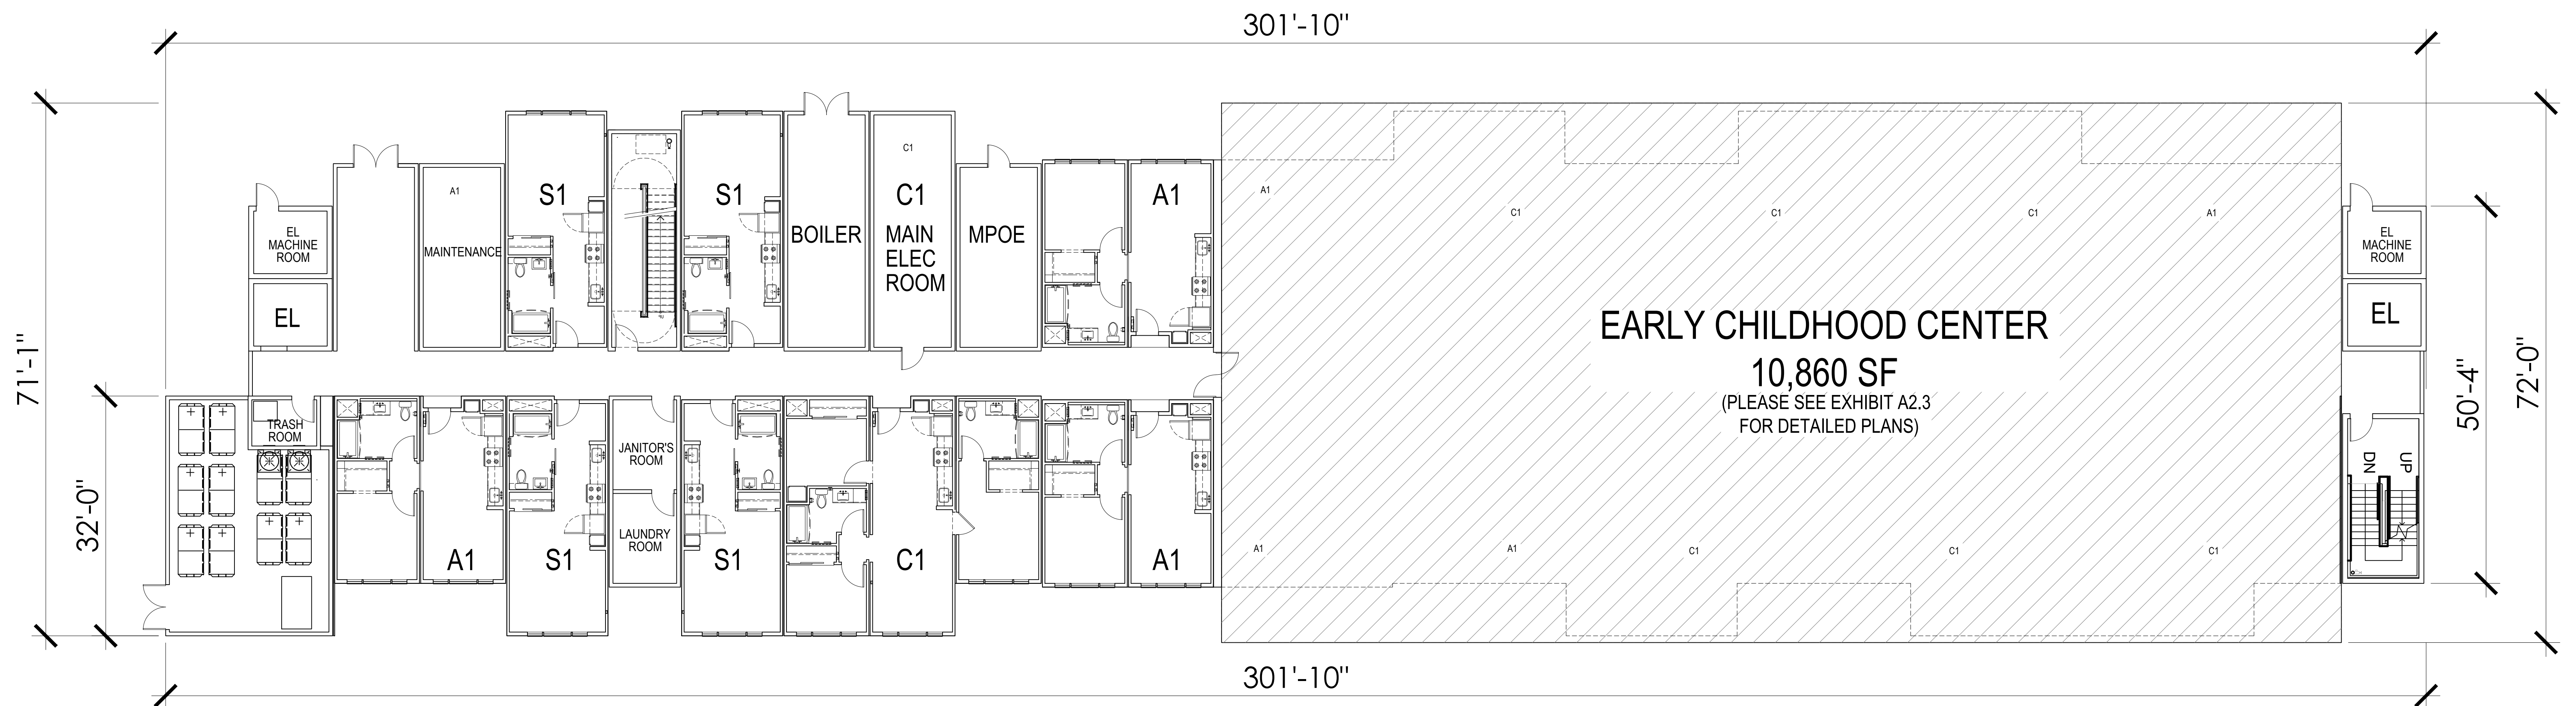 301'-10"
71'-1"
32'-0"
EL
MACHINE
ROOM
EL
MAINTENANCE
A1
S1
S1
BOILER
C1
C1
MAIN
ELEC
ROOM
MPOE
A1
A1
C1
C1
C1
A1
EARLY CHILDHOOD CENTER
10,860 SF
(PLEASE SEE EXHIBIT A2.3
FOR DETAILED PLANS)
EL
MACHINE
ROOM
EL
TRASH
ROOM
A1
S1
JANITOR'S
ROOM
LAUNDRY
ROOM
S1
C1
A1
A1
A1
C1
C1
C1
DN
UP
50'-4"
72'-0"
301'-10"